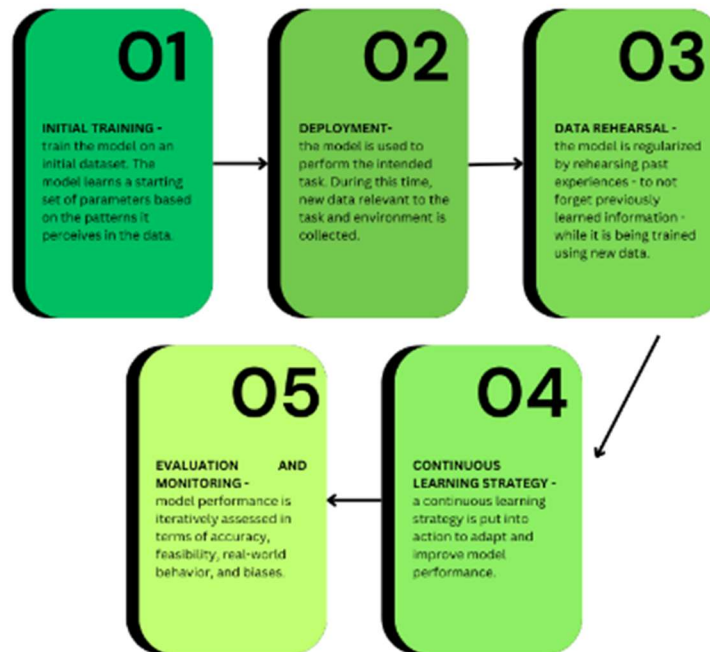 01
INITIAL TRAINING -
train the model on an
initial dataset. The
model learns a starting
set of parameters based
on the patterns it
perceives in the data.
02
DEPLOYMENT-
the model is used to
perform the intended
task. During this time,
new data relevant to the
task and environment is
collected.
03
DATA REHEARSAL -
the model is regularized
by rehearsing past
experiences - to not
forget previously
learned information -
while it is being trained
using new data.
04
CONTINUOUS
LEARNING STRATEGY -
a continuous learning
strategy is put into
action to adapt and
improve model
performance.
05
EVALUATION AND
MONITORING -
model performance is
iteratively assessed in
terms of accuracy,
feasibility, real-world
behavior, and biases.